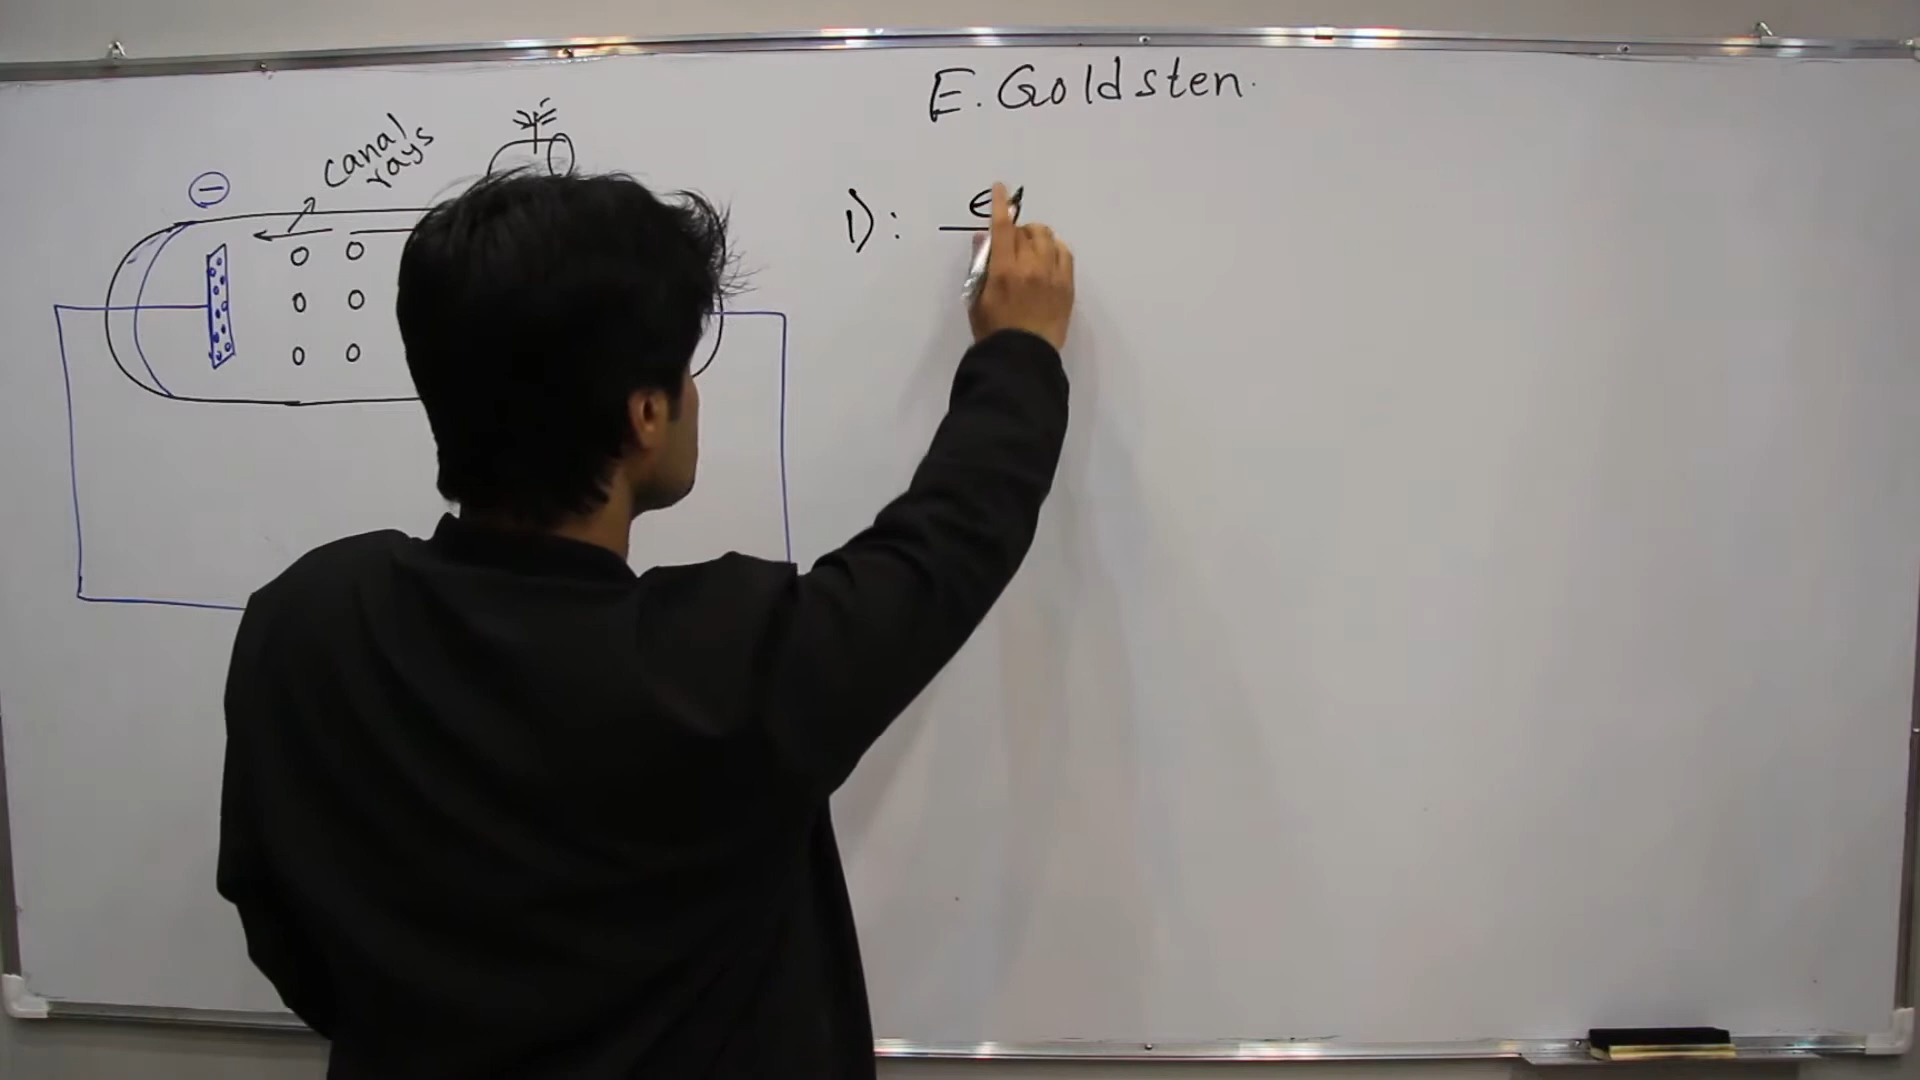 E. Goldsten.
canal
rays
⊖
1):
e